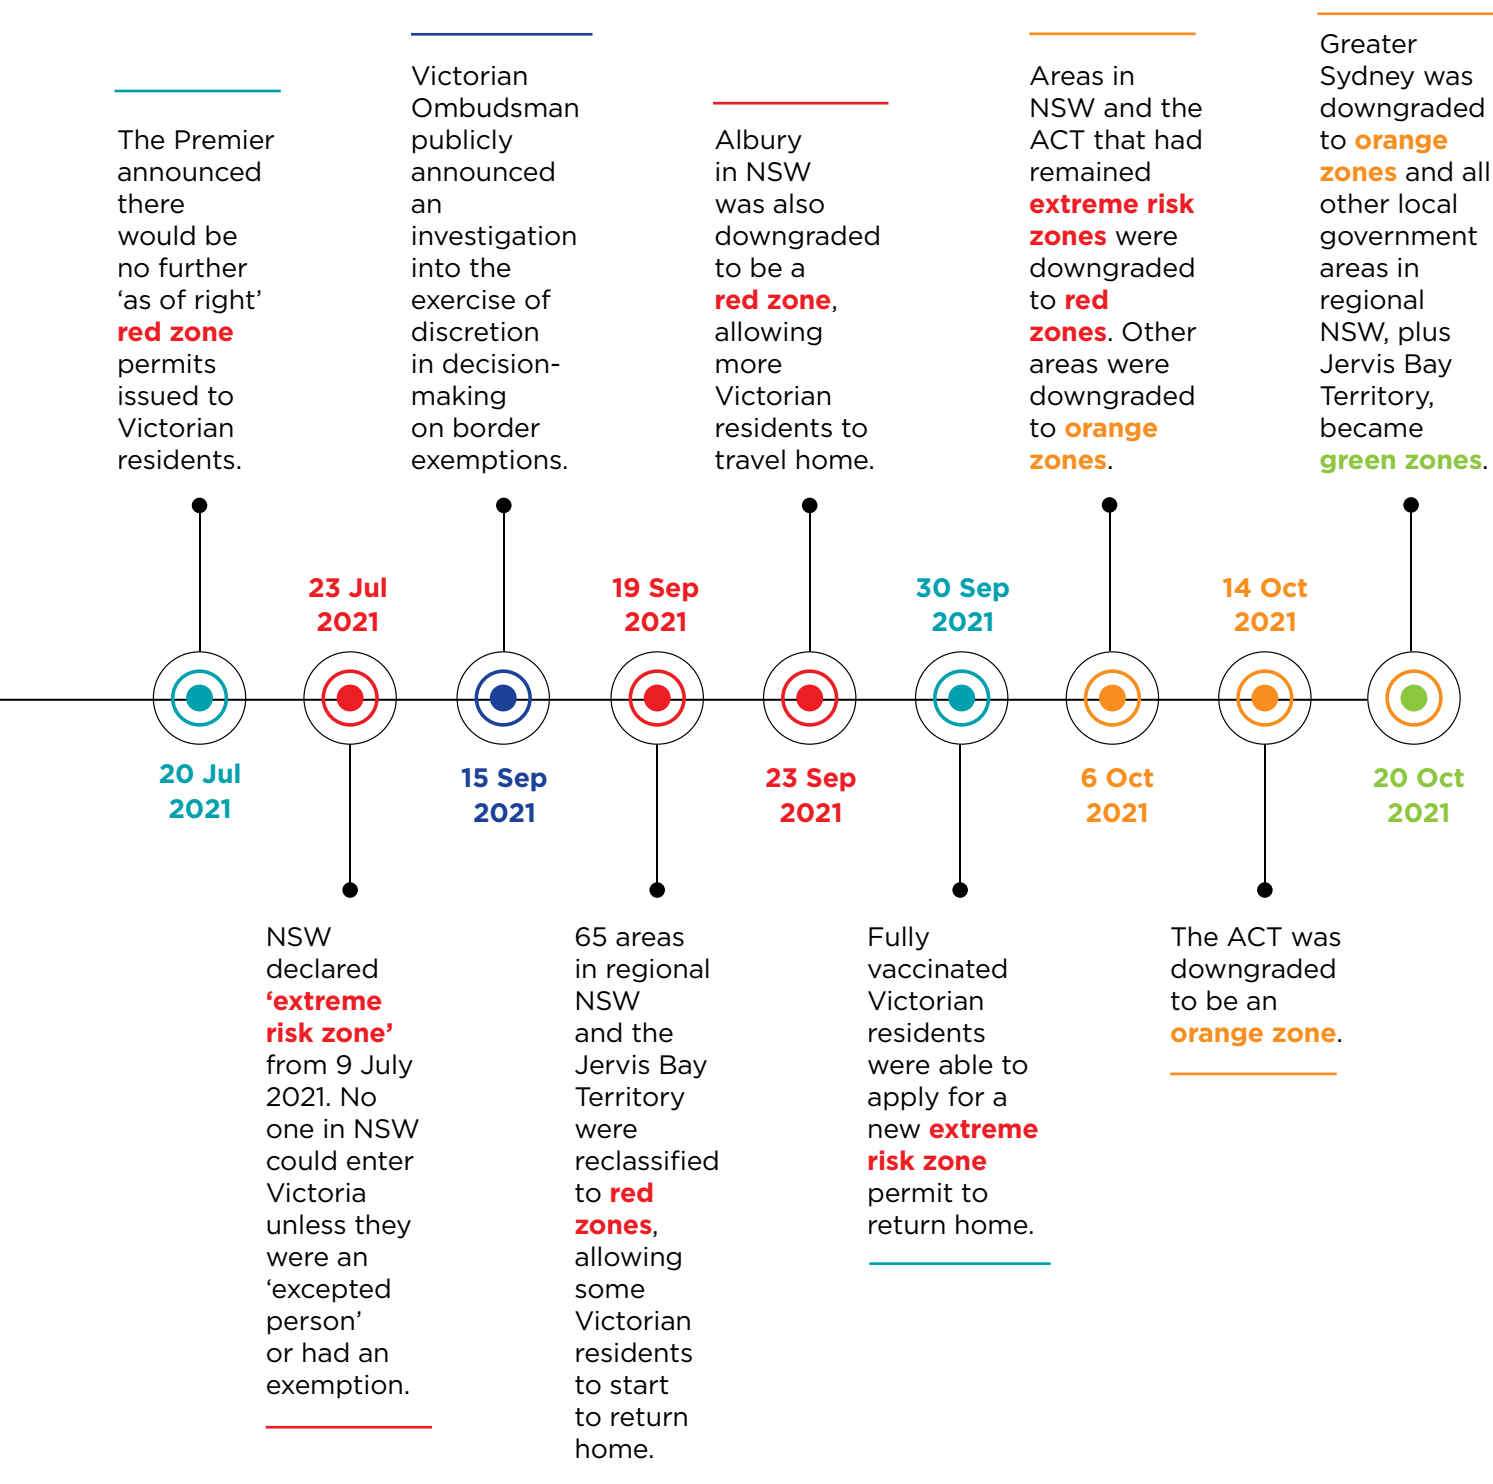 The Premier
announced
there
would be
no further
‘as of right’
red zone
permits
issued to
Victorian
residents.
20 Jul
2021
23 Jul
2021
NSW
declared
‘extreme
risk zone’
from 9 July
2021. No
one in NSW
could enter
Victoria
unless they
were an
‘excepted
person’
or had an
exemption.
Victorian
Ombudsman
publicly
announced
an
investigation
into the
exercise of
discretion
in decision-
making
on border
exemptions.
15 Sep
2021
19 Sep
2021
65 areas
in regional
NSW
and the
Jervis Bay
Territory
were
reclassified
to red
zones,
allowing
some
Victorian
residents
to start
to return
home.
Albury
in NSW
was also
downgraded
to be a
red zone,
allowing
more
Victorian
residents to
travel home.
23 Sep
2021
30 Sep
2021
Fully
vaccinated
Victorian
residents
were able to
apply for a
new extreme
risk zone
permit to
return home.
Areas in
NSW and the
ACT that had
remained
extreme risk
zones were
downgraded
to red
zones. Other
areas were
downgraded
to orange
zones.
6 Oct
2021
14 Oct
2021
The ACT was
downgraded
to be an
orange zone.
Greater
Sydney was
downgraded
to orange
zones and all
other local
government
areas in
regional
NSW, plus
Jervis Bay
Territory,
became
green zones.
20 Oct
2021